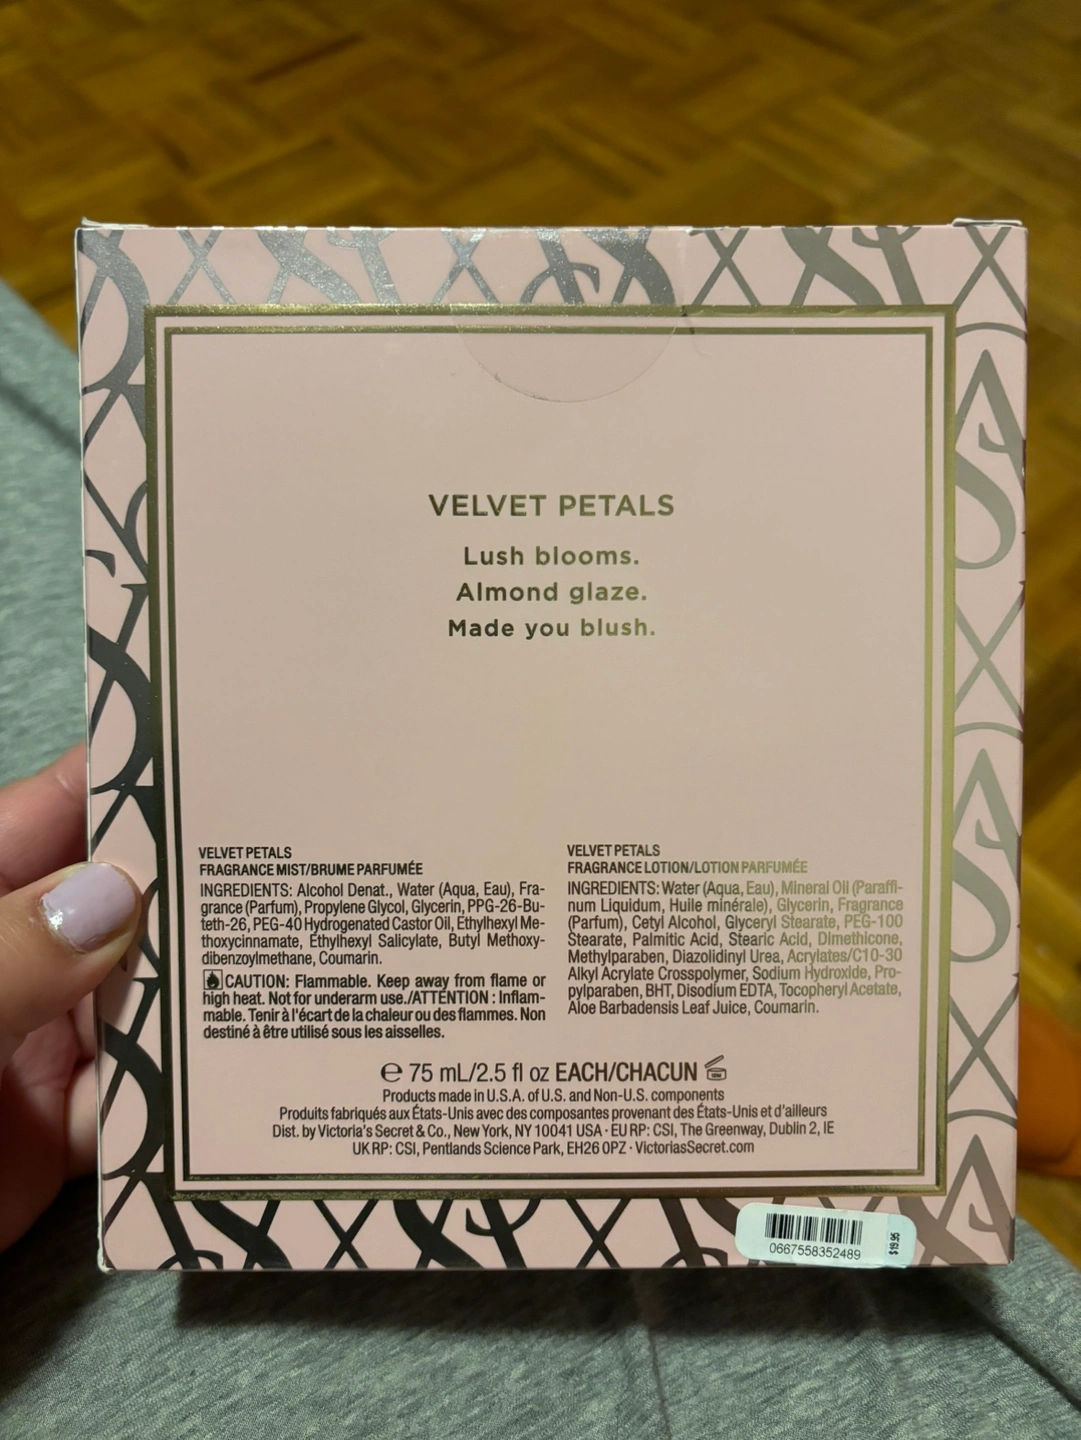 VELVET PETALS
Lush blooms.
Almond glaze.
Made you blush.
VELVET PETALS
FRAGRANCE MIST/BRUME PARFUMÉE
INGREDIENTS: Alcohol Denat., Water (Aqua, Eau), Fra-
grance (Parfum), Propylene Glycol, Glycerin, PPG-26-Bu-
teth-26, PEG-40 Hydrogenated Castor Oil, Ethylhexyl Me-
thoxycinnamate, Ethylhexyl Salicylate, Butyl Methoxy-
dibenzoylmethane, Coumarin.
CAUTION: Flammable. Keep away from flame or
high heat. Not for underarm use./ATTENTION : Inflam-
mable. Tenir à l'écart de la chaleur ou des flammes. Non
destiné à être utilisé sous les aisselles.
VELVET PETALS
FRAGRANCE LOTION/LOTION PARFUMÉE
INGREDIENTS: Water (Aqua, Eau), Mineral Oil (Paraffi-
num Liquidum, Huile minérale), Glycerin, Fragrance
(Parfum), Cetyl Alcohol, Glyceryl Stearate, PEG-100
Stearate, Palmitic Acid, Stearic Acid, Dimethicone,
Methylparaben, Diazolidinyl Urea, Acrylates/C10-30
Alkyl Acrylate Crosspolymer, Sodium Hydroxide, Pro-
pylparaben, BHT, Disodium EDTA, Tocopheryl Acetate,
Aloe Barbadensis Leaf Juice, Coumarin.
℮ 75 mL/2.5 fl oz EACH/CHACUN
Products made in U.S.A. of U.S. and Non-U.S. components
Produits fabriqués aux États-Unis avec des composantes provenant des États-Unis et d'ailleurs
Dist. by Victoria's Secret & Co., New York, NY 10041 USA · EU RP: CSI, The Greenway, Dublin 2, IE
UK RP: CSI, Pentlands Science Park, EH26 0PZ · VictoriasSecret.com
0667558352489
$19.95